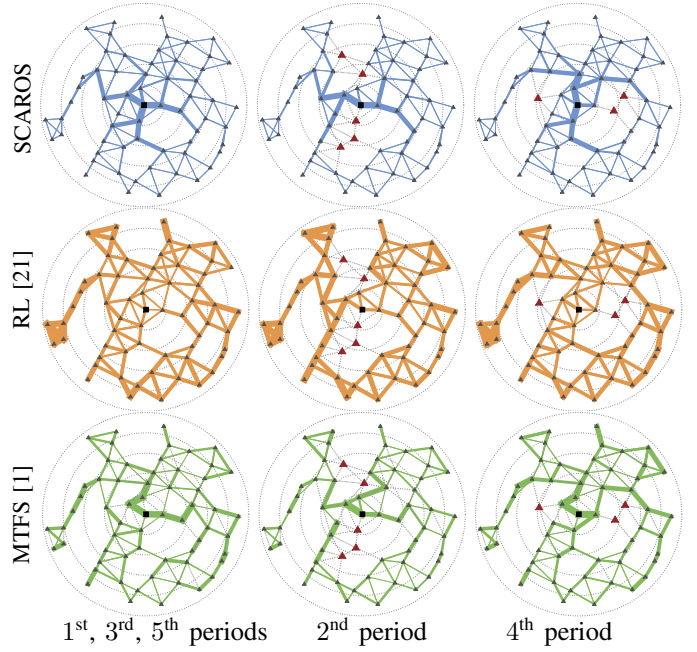 SCAROS
RL [21]
MTFS [1]
1st, 3rd, 5th periods
2nd period
4th period